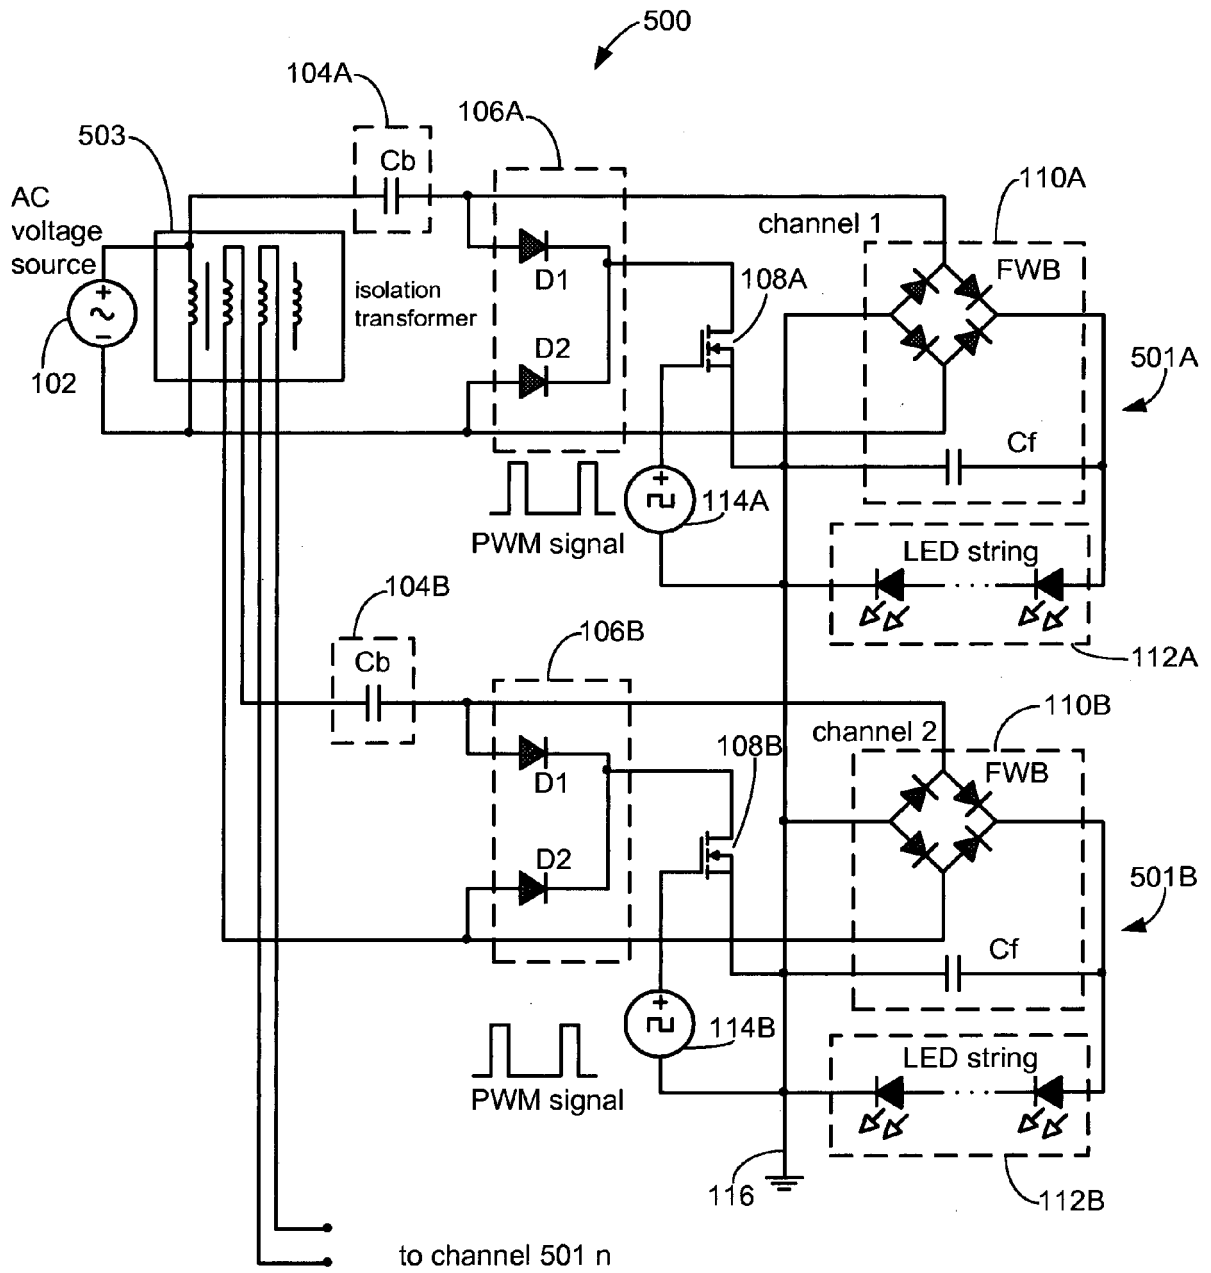 500
104A
106A
503
Cb
110A
AC
voltage
source
channel 1
FWB
D1
108A
isolation
transformer
+
-
102
D2
501A
Cf
+
114A
PWM signal
LED string
104B
106B
112A
Cb
110B
channel 2
108B
FWB
D1
D2
501B
Cf
+
114B
PWM signal
LED string
116
112B
to channel 501 n